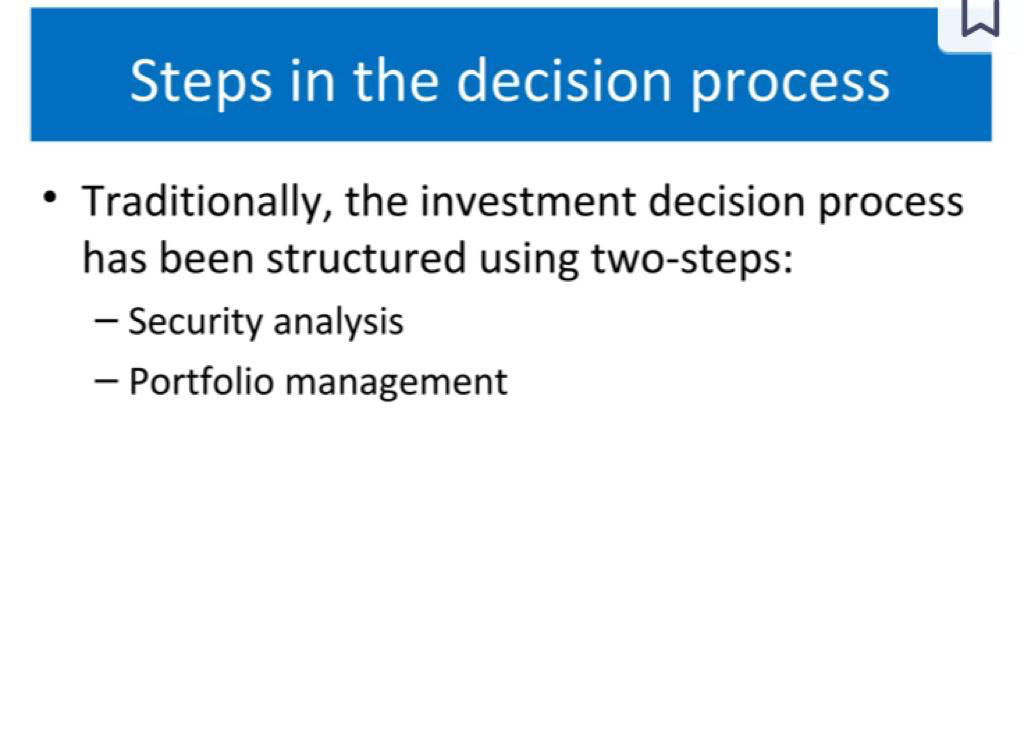 Steps in the decision process
• Traditionally, the investment decision process
has been structured using two-steps:
– Security analysis
– Portfolio management